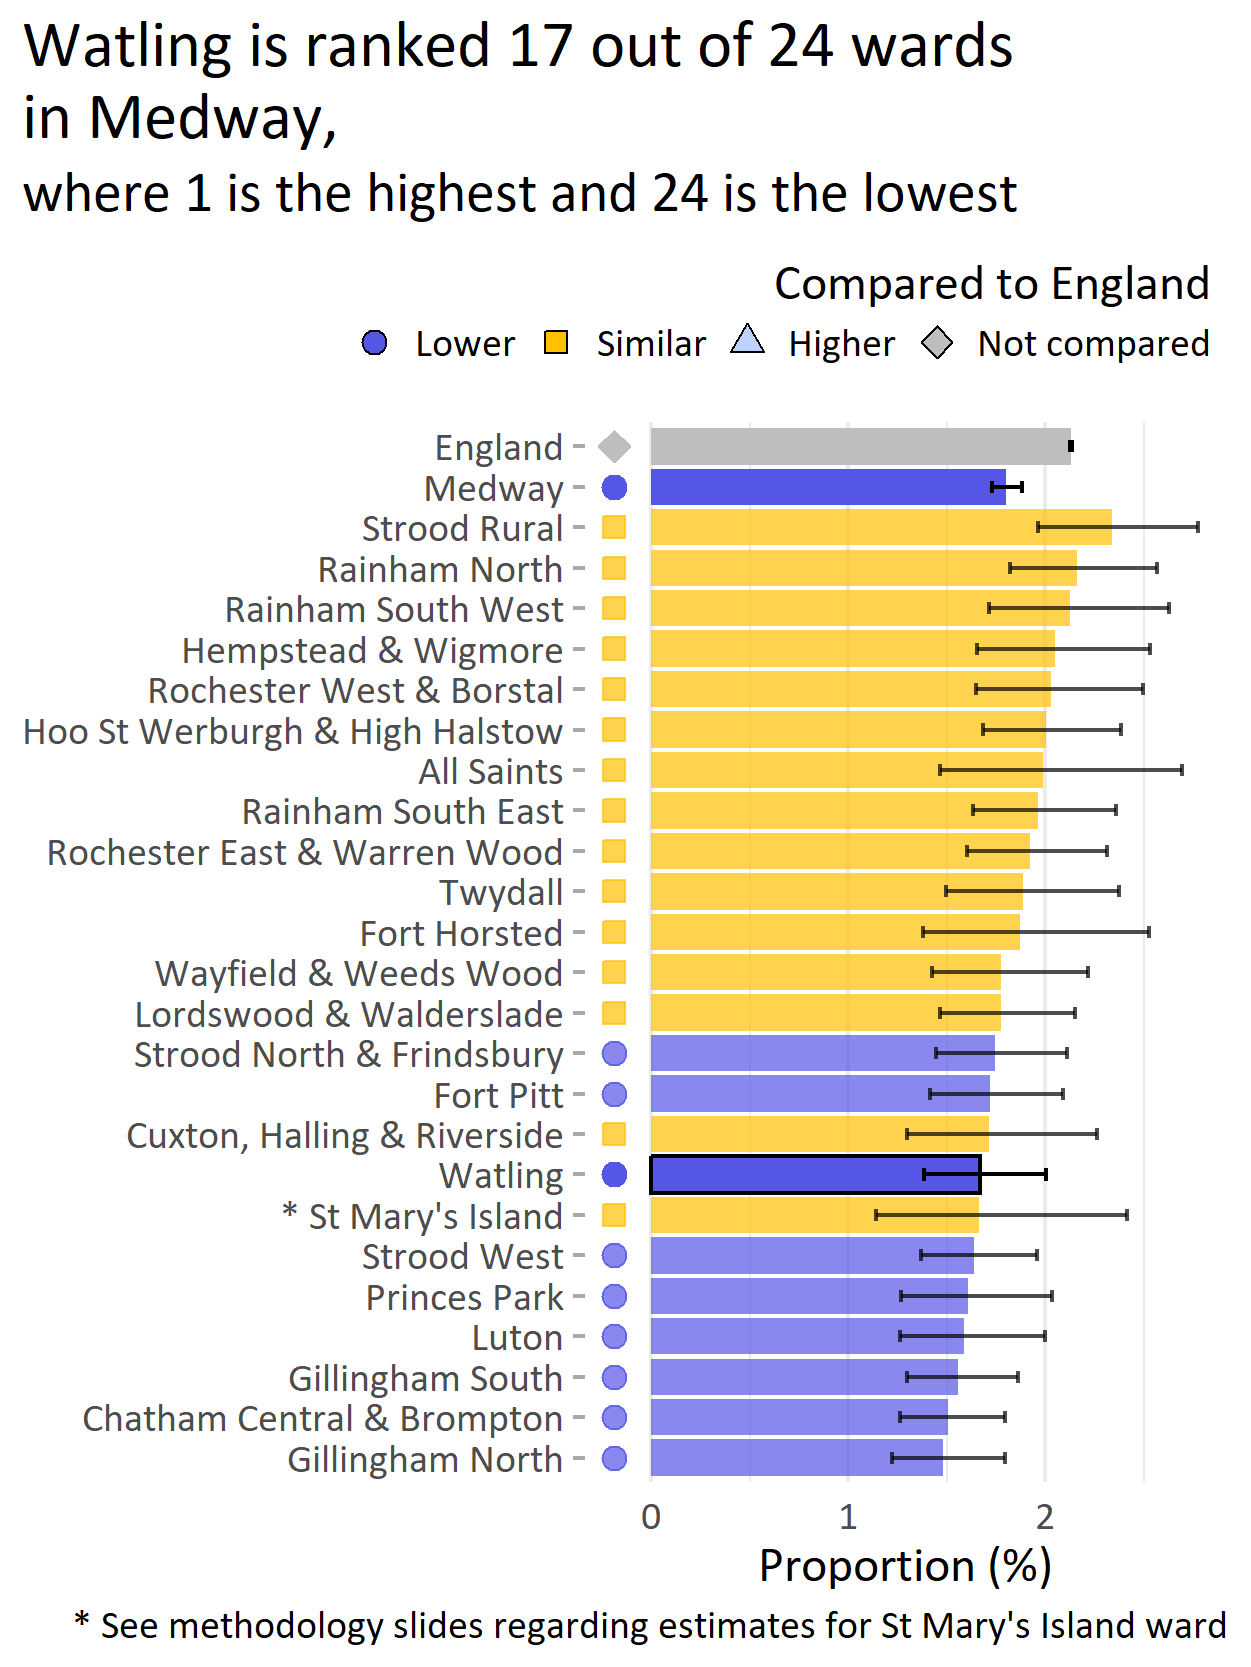 Watling is ranked 17 out of 24 wards
in Medway,
where 1 is the highest and 24 is the lowest
Compared to England
Lower Similar Higher Not compared
England
Medway
Strood Rural
Rainham North
Rainham South West
Hempstead & Wigmore
Rochester West & Borstal
Hoo St Werburgh & High Halstow
All Saints
Rainham South East
Rochester East & Warren Wood
Twydall
Fort Horsted
Wayfield & Weeds Wood
Lordswood & Walderslade
Strood North & Frindsbury
Fort Pitt
Cuxton, Halling & Riverside
Watling
* St Mary's Island
Strood West
Princes Park
Luton
Gillingham South
Chatham Central & Brompton
Gillingham North
0 1 2
Proportion (%)
* See methodology slides regarding estimates for St Mary's Island ward